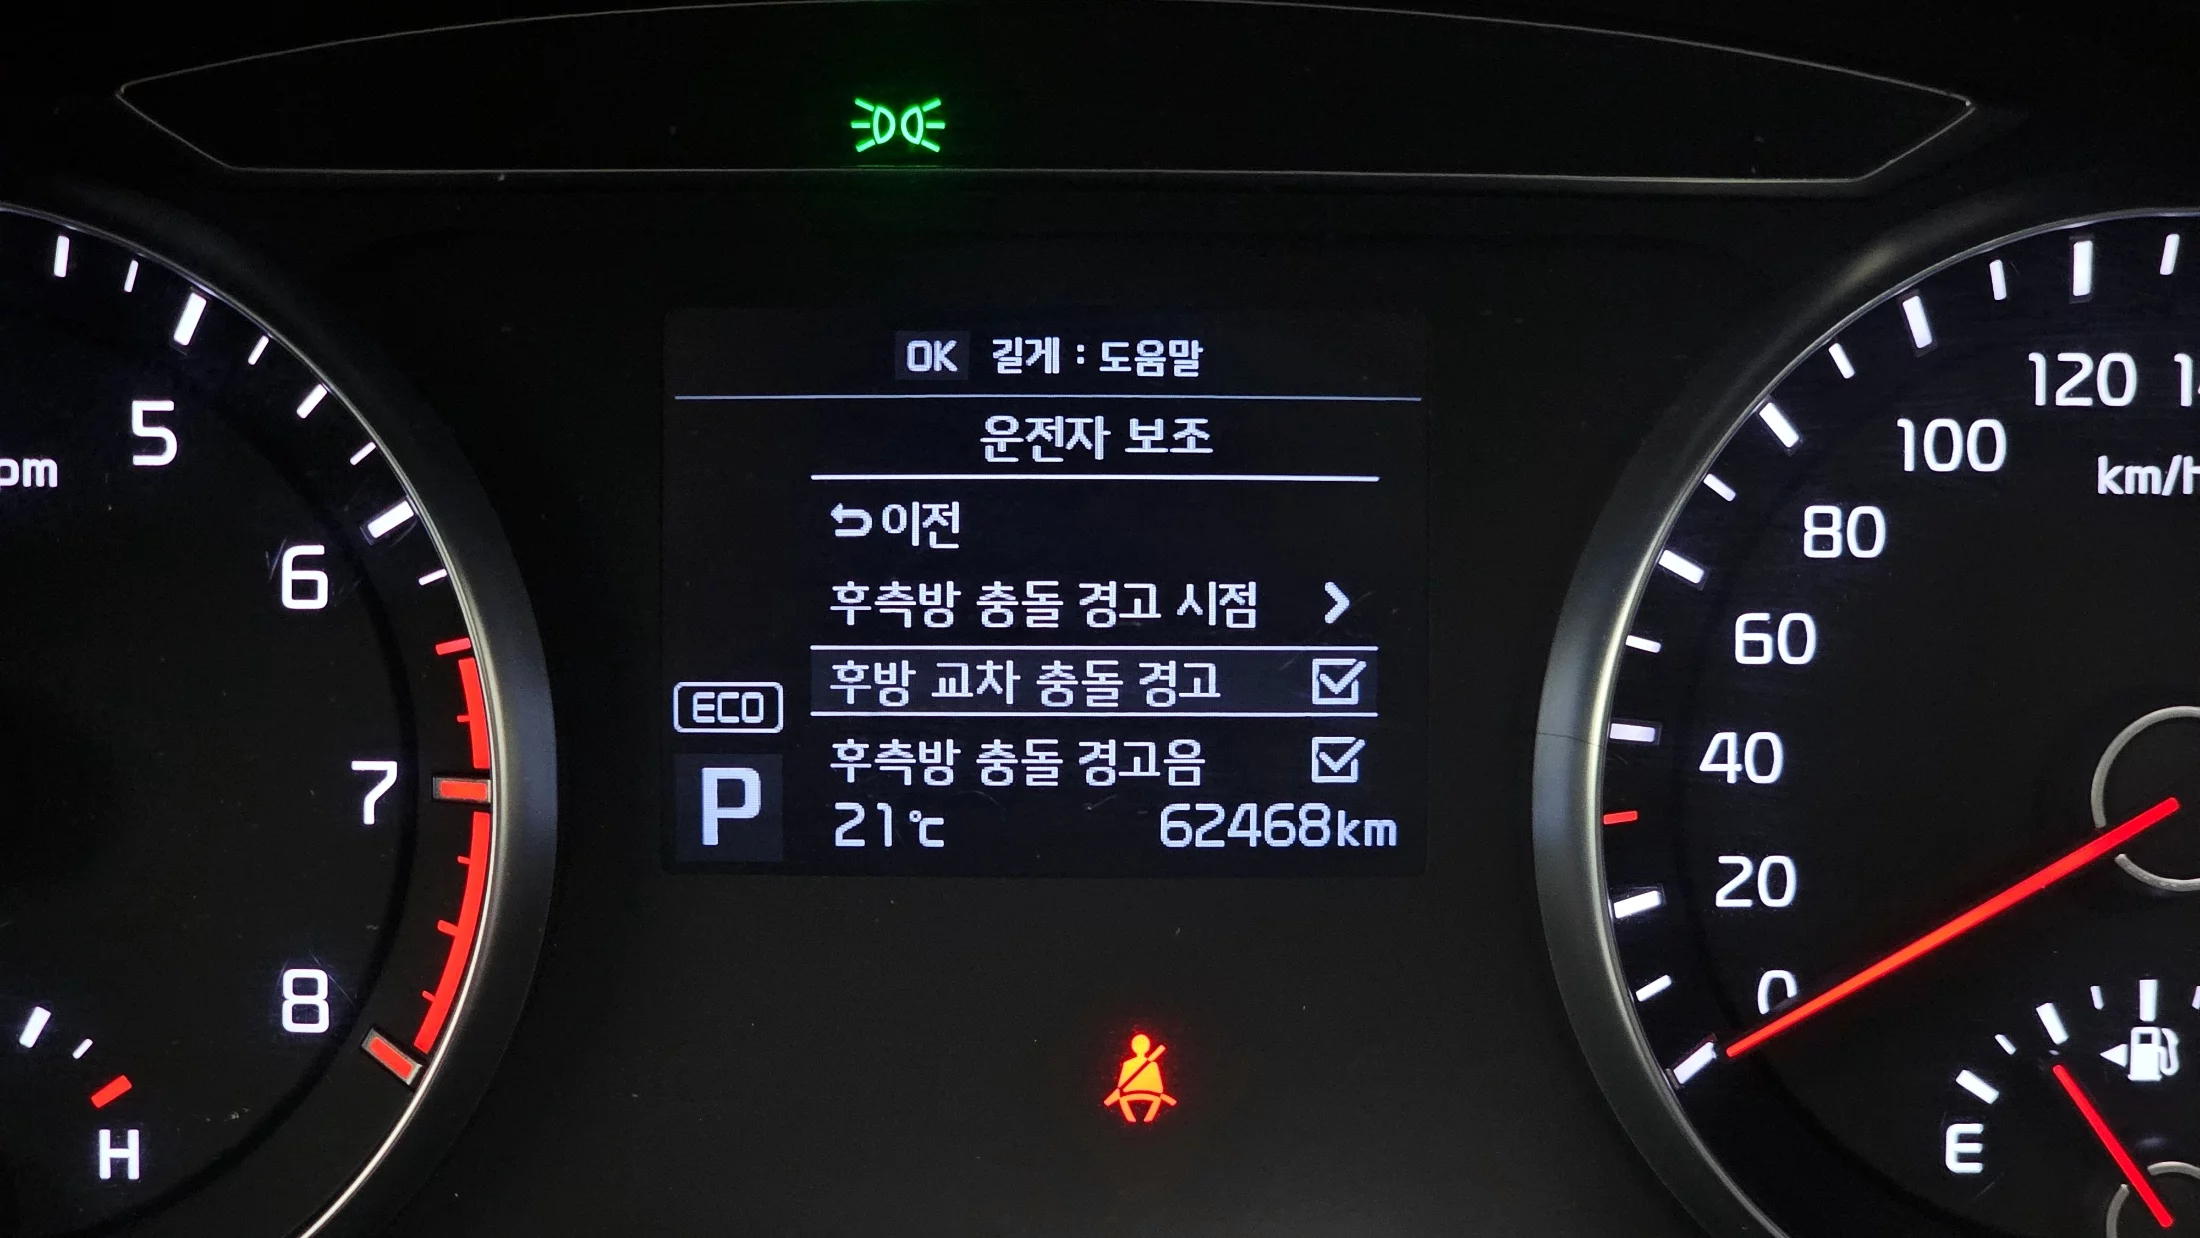 OK 길게 : 도움말
운전자 보조
이전
후측방 충돌 경고 시점
후방 교차 충돌 경고
후측방 충돌 경고음
ECO
P
21℃ 62468km
5
6
7
8
H
120
100
km/h
80
60
40
20
0
E